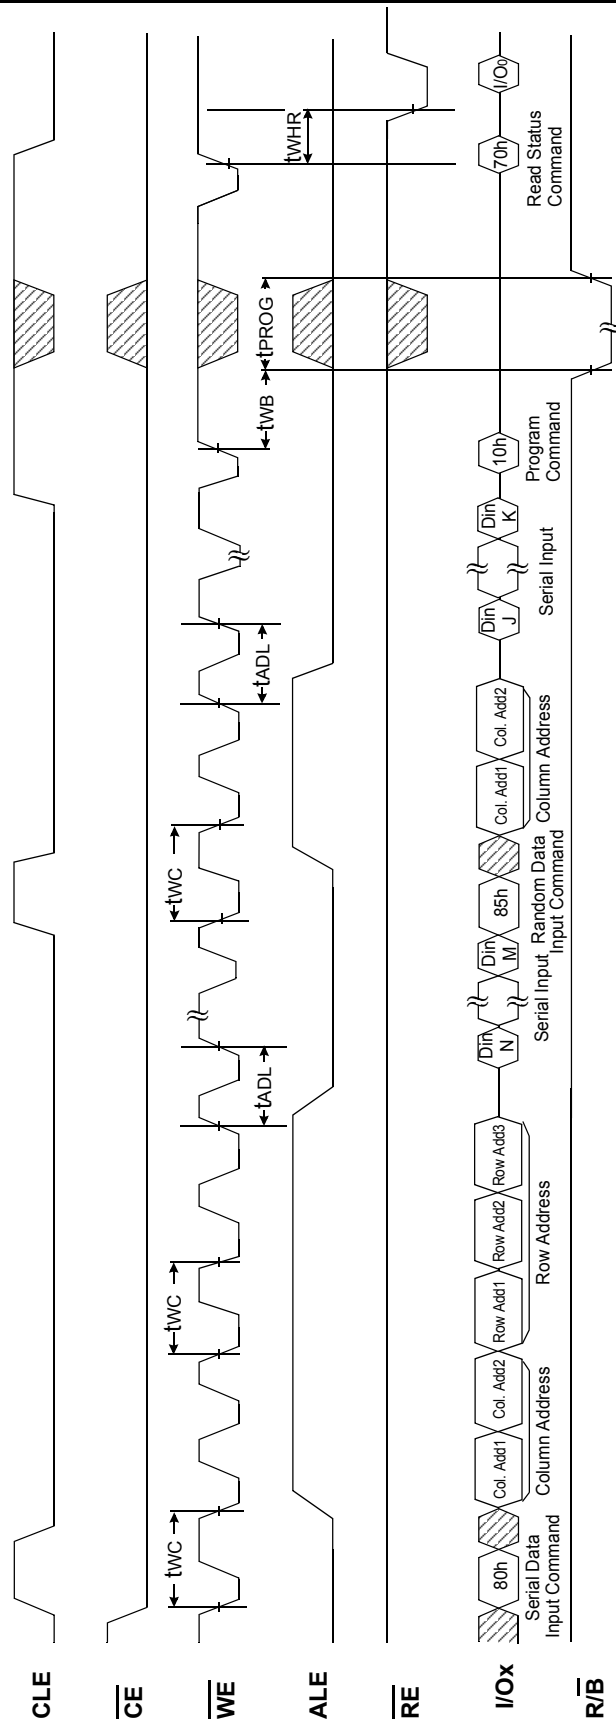 CLE
CE
WE
tWC
tWC
tADL
tWC
tADL
tWB
tPROG
tWHR
ALE
RE
I/Ox
80h
Col. Add1
Col. Add2
Row Add1
Row Add2
Row Add3
Din
N
Din
M
85h
Col. Add1
Col. Add2
Din
J
Din
K
10h
70h
I/O0
Serial Data
Input Command
Column Address
Row Address
Serial Input
Random Data
Input Command
Column Address
Serial Input
Program
Command
Read Status
Command
R/B